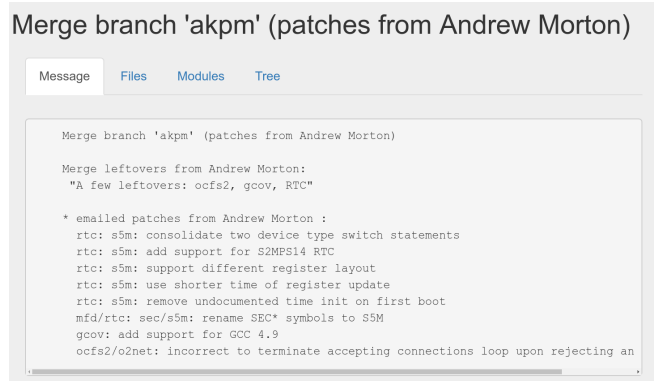 Merge branch 'akpm' (patches from Andrew Morton)
Message Files Modules Tree
Merge branch 'akpm' (patches from Andrew Morton)
Merge leftovers from Andrew Morton:
"A few leftovers: ocfs2, gcov, RTC"
* emailed patches from Andrew Morton :
rtc: s5m: consolidate two device type switch statements
rtc: s5m: add support for S2MPS14 RTC
rtc: s5m: support different register layout
rtc: s5m: use shorter time of register update
rtc: s5m: remove undocumented time init on first boot
mfd/rtc: sec/s5m: rename SEC* symbols to S5M
gcov: add support for GCC 4.9
ocfs2/o2net: incorrect to terminate accepting connections loop upon rejecting an